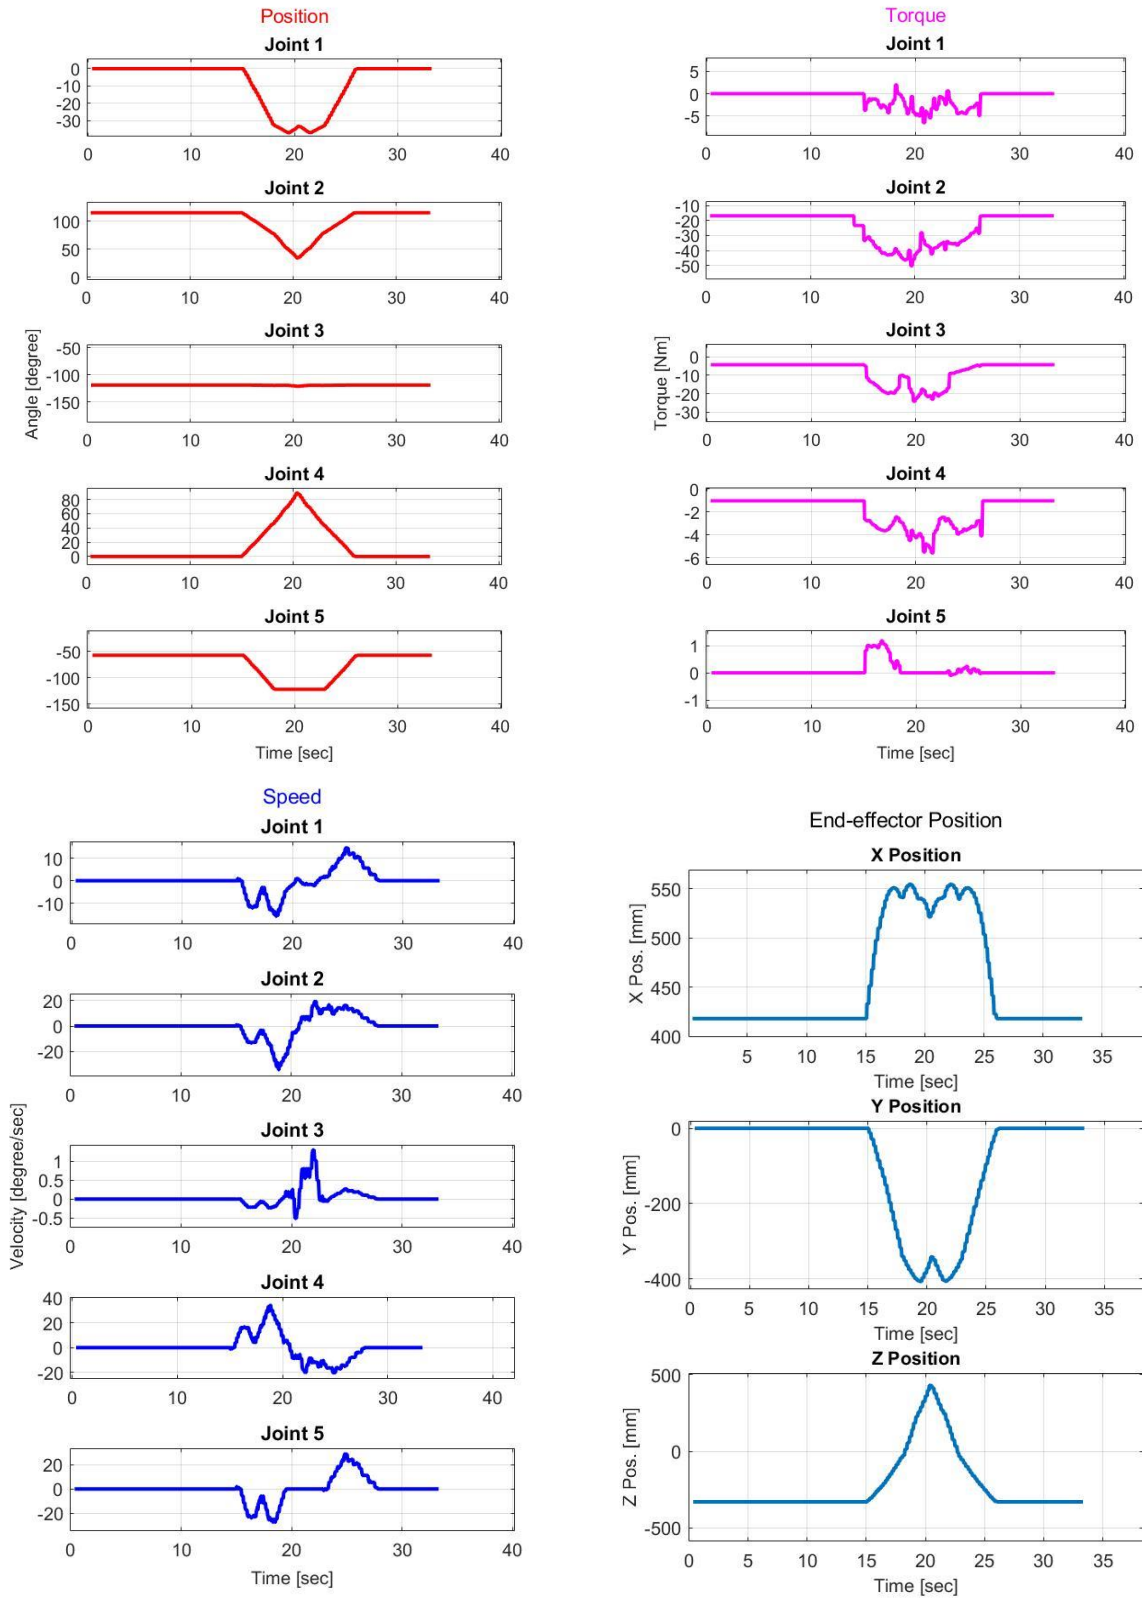 Position
Joint 1
0
-10
-20
-30
0 10 20 30 40
Joint 2
100
50
0
0 10 20 30 40
Joint 3
-50
-100
-150
0 10 20 30 40
Angle [degree]
Joint 4
80
60
40
20
0
0 10 20 30 40
Joint 5
-50
-100
-150
0 10 20 30 40
Time [sec]
Torque
Joint 1
5
0
-5
0 10 20 30 40
Joint 2
-10
-20
-30
-40
-50
0 10 20 30 40
Joint 3
0
-10
-20
-30
0 10 20 30 40
Torque [Nm]
Joint 4
0
-2
-4
-6
0 10 20 30 40
Joint 5
1
0
-1
0 10 20 30 40
Time [sec]
Speed
Joint 1
10
0
-10
0 10 20 30 40
Joint 2
20
0
-20
0 10 20 30 40
Joint 3
1
0.5
0
-0.5
0 10 20 30 40
Velocity [degree/sec]
Joint 4
40
20
0
-20
0 10 20 30 40
Joint 5
20
0
-20
0 10 20 30 40
Time [sec]
End-effector Position
X Position
550
500
450
400
X Pos. [mm]
5 10 15 20 25 30 35
Time [sec]
Y Position
0
-200
-400
Y Pos. [mm]
0 5 10 15 20 25 30 35
Time [sec]
Z Position
500
0
-500
Z Pos. [mm]
0 5 10 15 20 25 30 35
Time [sec]